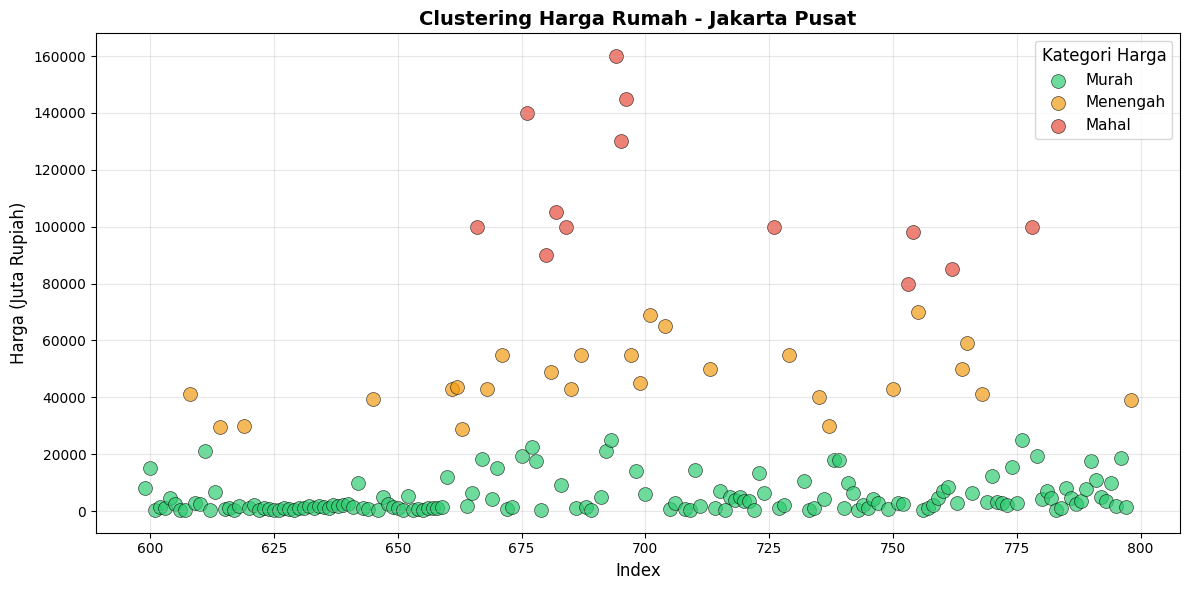 Clustering Harga Rumah - Jakarta Pusat
Harga (Juta Rupiah)
160000
140000
120000
100000
80000
60000
40000
20000
0
Kategori Harga
Murah
Menengah
Mahal
600
625
650
675
700
725
750
775
800
Index